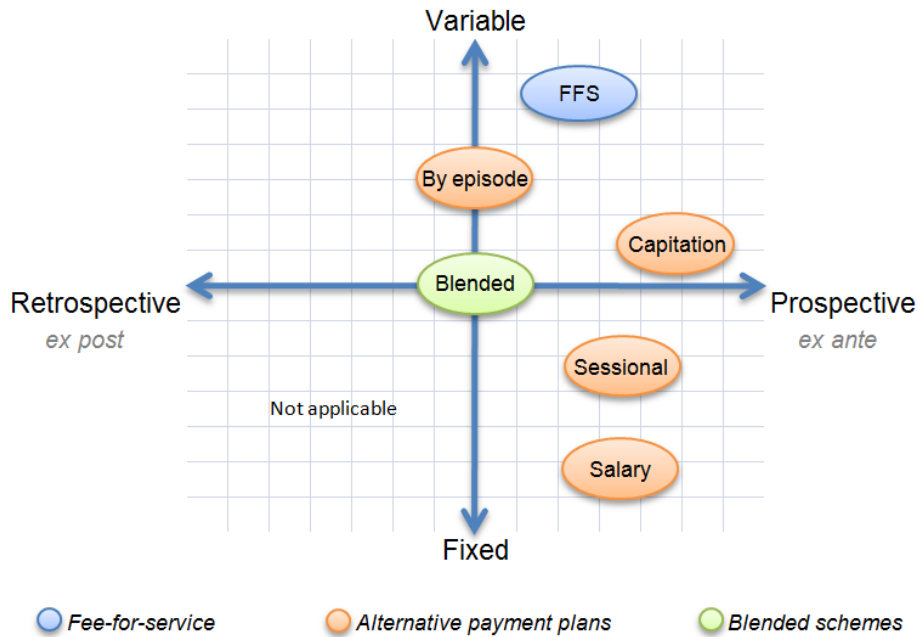 Variable
FFS
By episode
Capitation
Blended
Retrospective
ex post
Prospective
ex ante
Sessional
Not applicable
Salary
Fixed
Fee-for-service
Alternative payment plans
Blended schemes